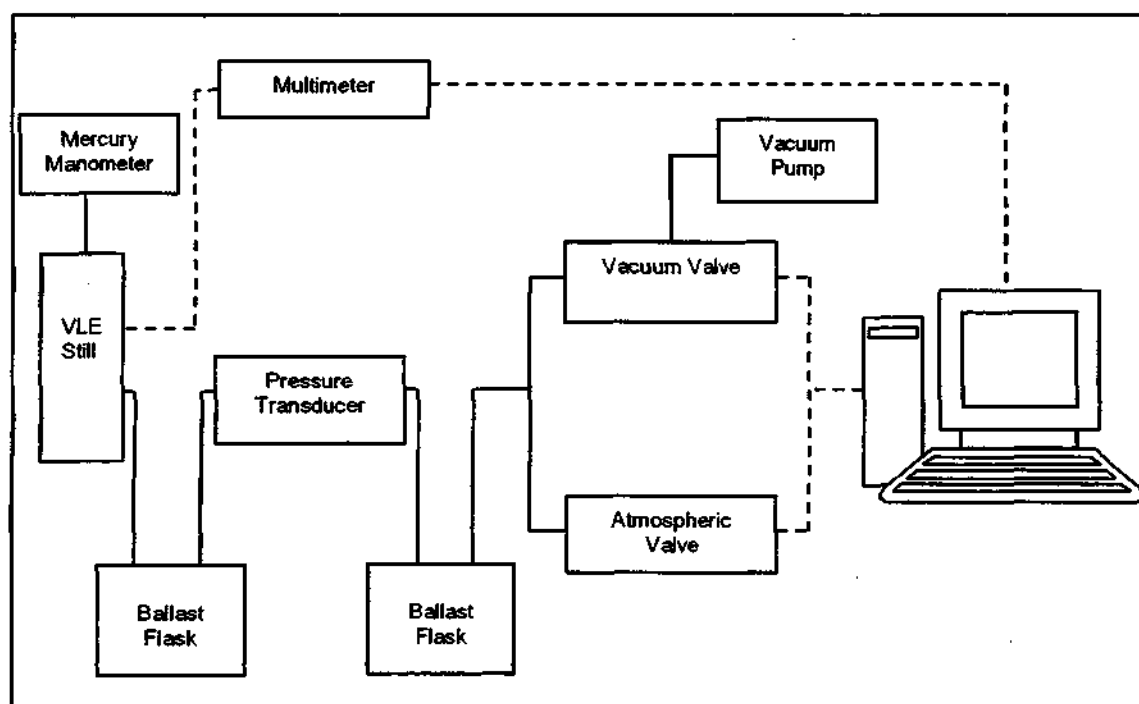 Multimeter
Mercury
Manometer
Vacuum
Pump
Vacuum Valve
VLE
Still
Pressure
Transducer
Atmospheric
Valve
Ballast
Flask
Ballast
Flask